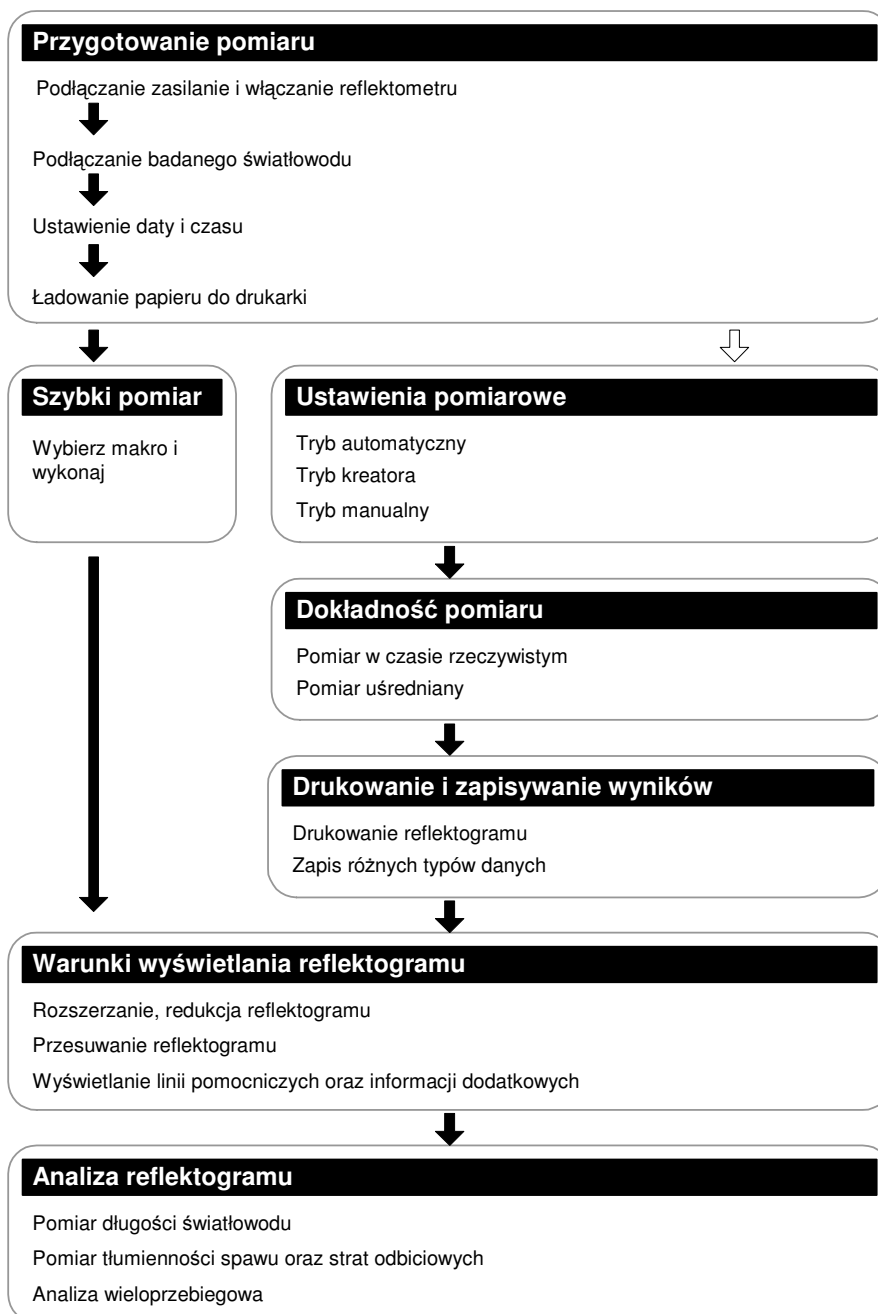 Przygotowanie pomiaru
Podłączanie zasilanie i włączanie reflektometru
Podłączanie badanego światłowodu
Ustawienie daty i czasu
Ładowanie papieru do drukarki
Szybki pomiar
Wybierz makro i
wykonaj
Ustawienia pomiarowe
Tryb automatyczny
Tryb kreatora
Tryb manualny
Dokładność pomiaru
Pomiar w czasie rzeczywistym
Pomiar uśredniany
Drukowanie i zapisywanie wyników
Drukowanie reflektogramu
Zapis różnych typów danych
Warunki wyświetlania reflektogramu
Rozszerzanie, redukcja reflektogramu
Przesuwanie reflektogramu
Wyświetlanie linii pomocniczych oraz informacji dodatkowych
Analiza reflektogramu
Pomiar długości światłowodu
Pomiar tłumienności spawu oraz strat odbiciowych
Analiza wieloprzebiegowa